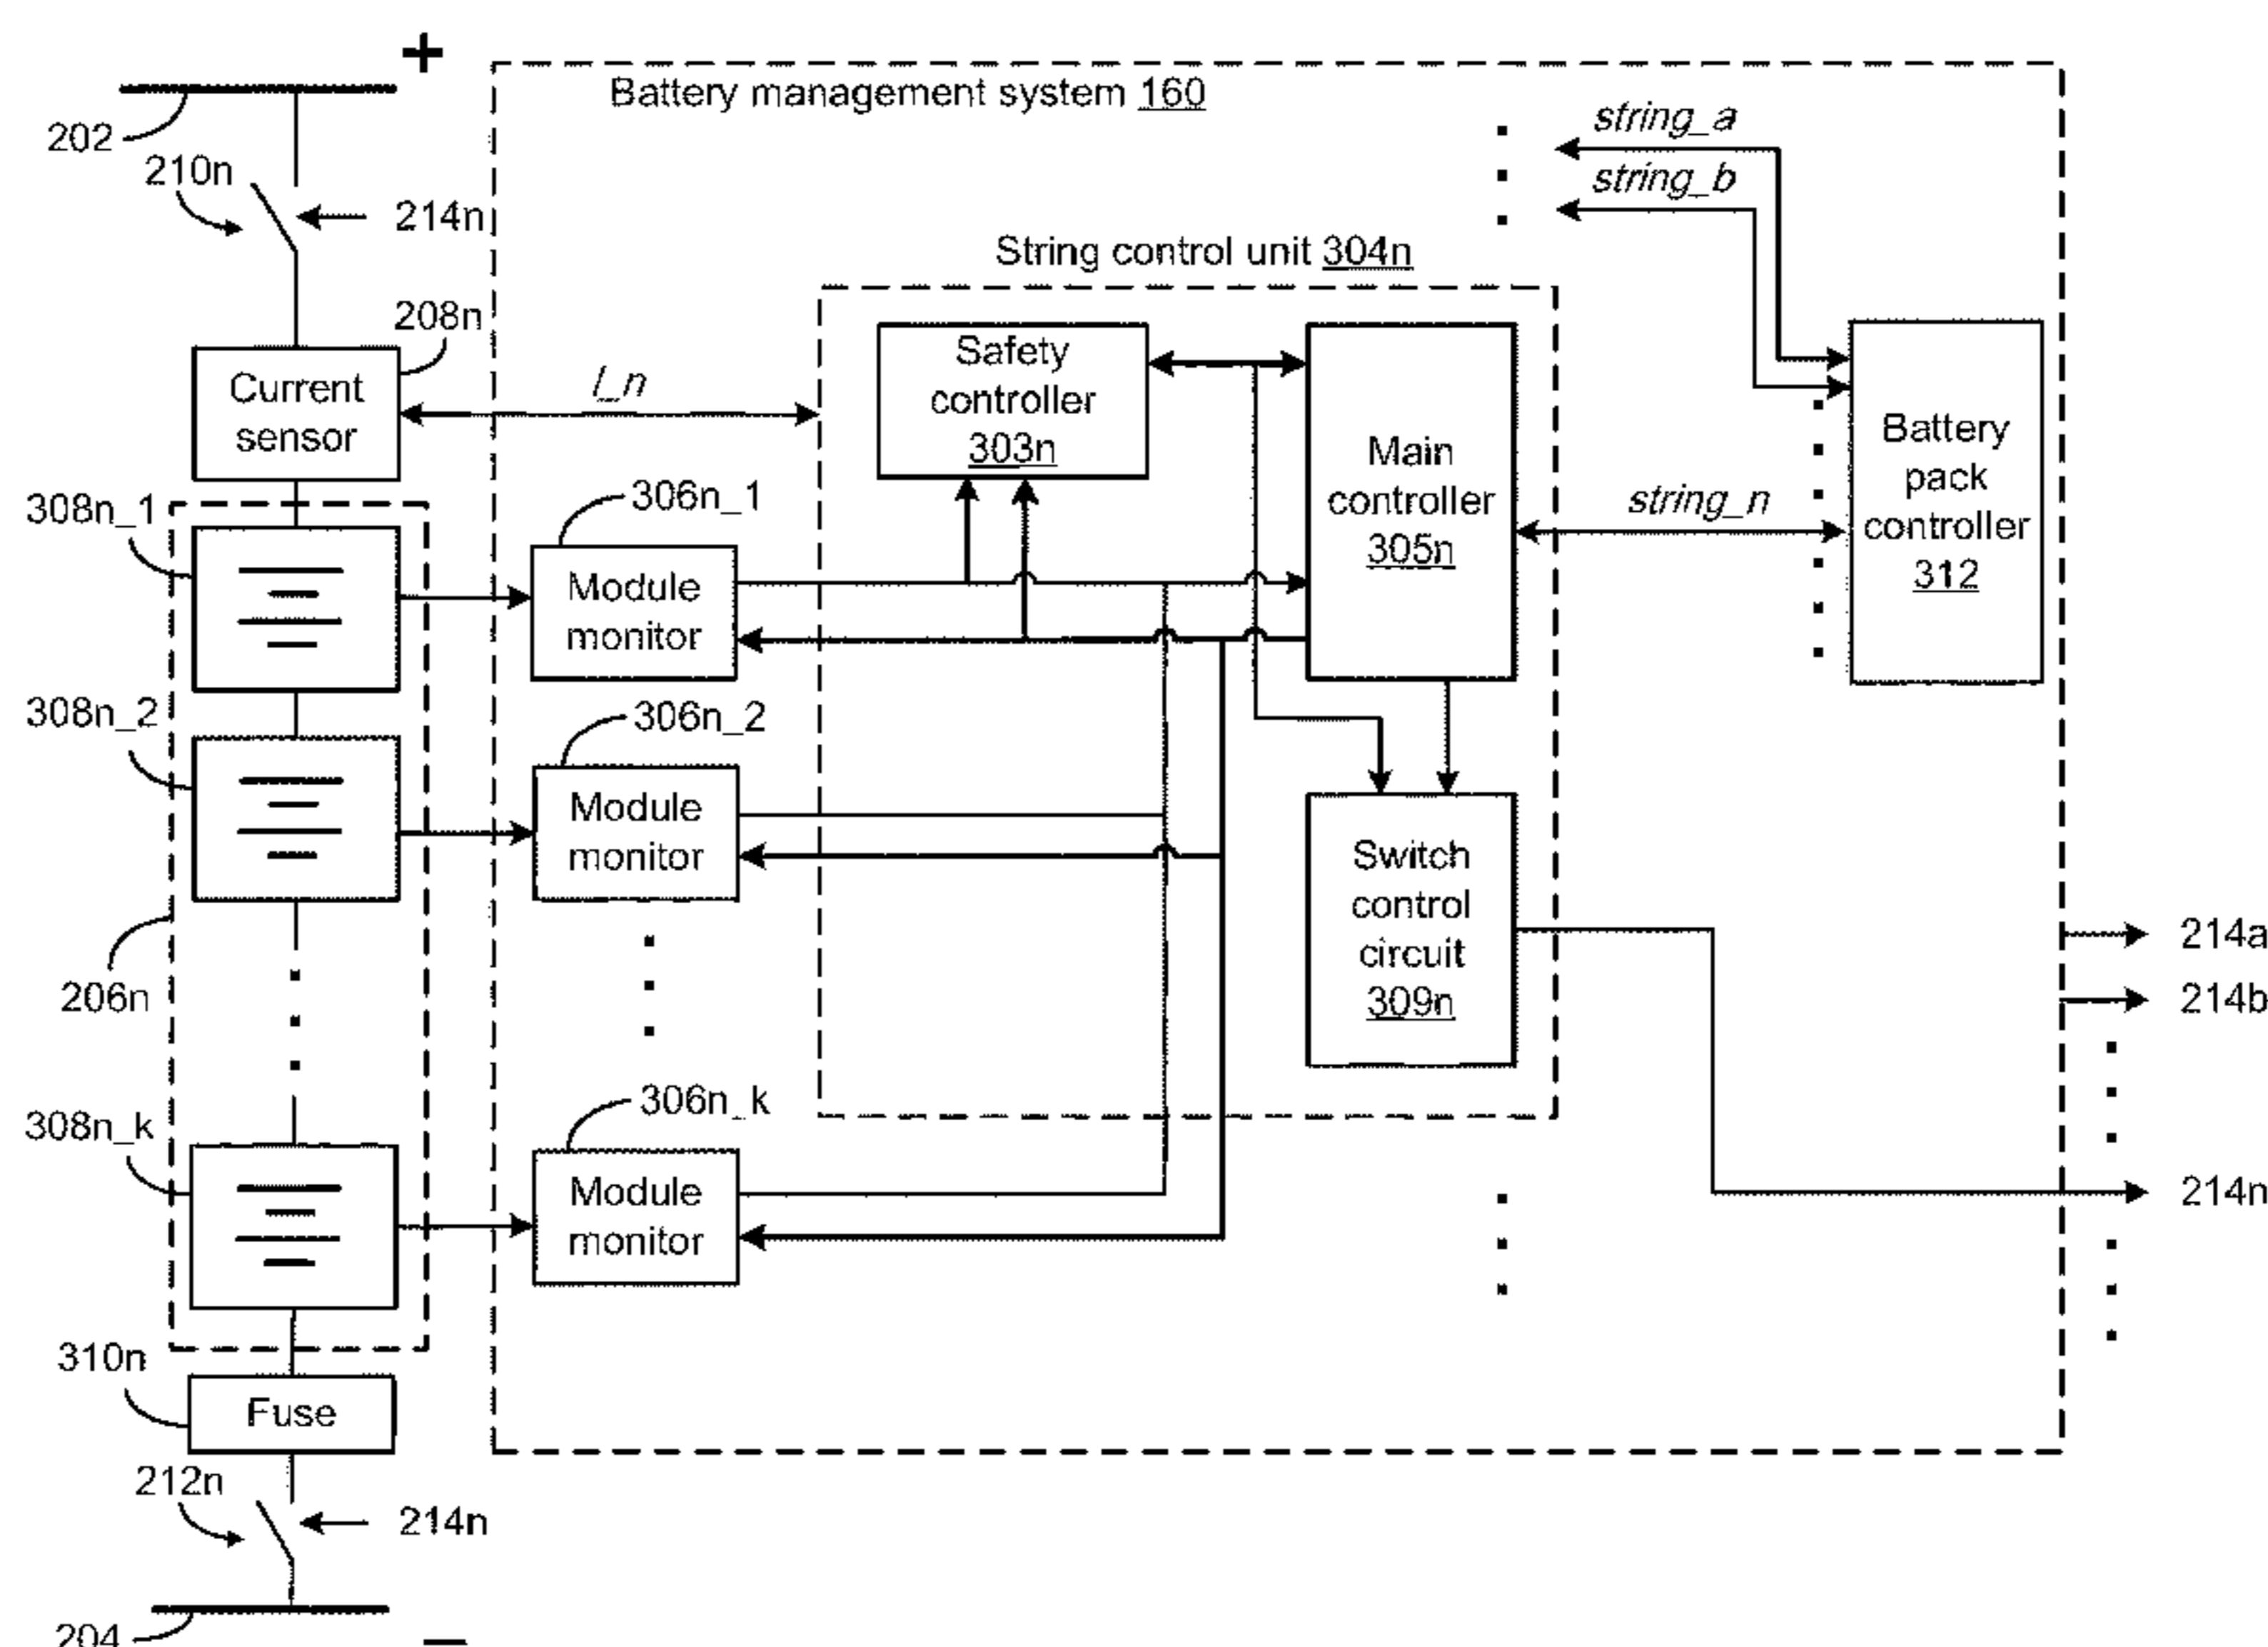 +
Battery management system 160
202
210n
214n
string_a
string_b
String control unit 304n
208n
Current
sensor
I_n
Safety
controller
303n
Main
controller
305n
Battery
pack
controller
312
string_n
308n_1
306n_1
Module
monitor
308n_2
306n_2
Module
monitor
Switch
control
circuit
309n
206n
214a
214b
308n_k
306n_k
Module
monitor
214n
310n
Fuse
212n
214n
204
−